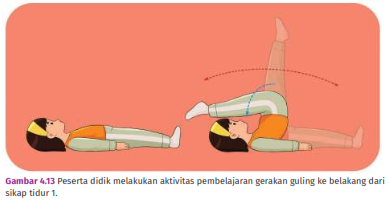 Gambar 4.13 Peserta didik melakukan aktivitas pembelajaran gerakan guling ke belakang dari
sikap tidur 1.